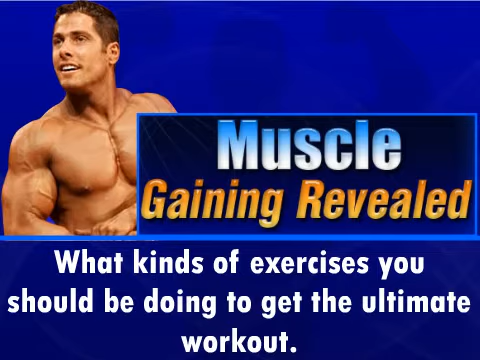 Muscle
Gaining Revealed
What kinds of exercises you
should be doing to get the ultimate
workout.